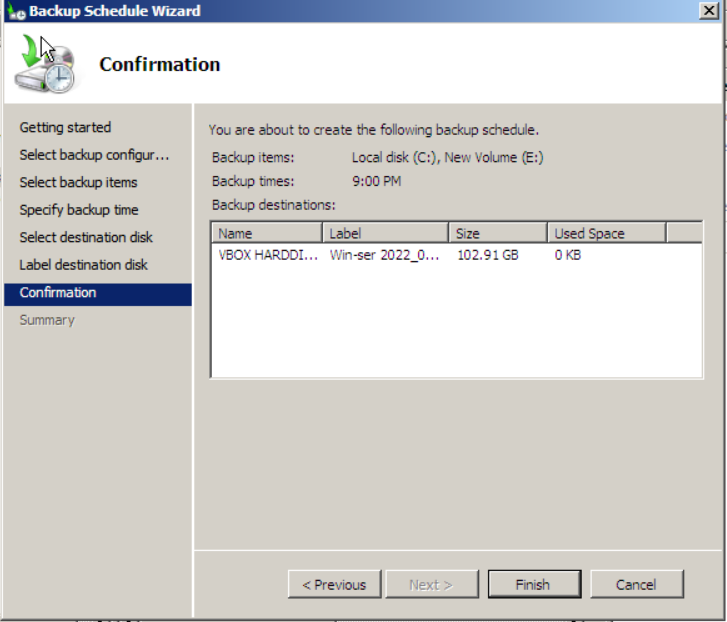 Backup Schedule Wizard
Confirmation
Getting started
Select backup configur...
Select backup items
Specify backup time
Select destination disk
Label destination disk
Confirmation
Summary
You are about to create the following backup schedule.
Backup items: Local disk (C:), New Volume (E:)
Backup times: 9:00 PM
Backup destinations:
Name Label Size Used Space
VBOX HARDDI... Win-ser 2022_0... 102.91 GB 0 KB
< Previous Next > Finish Cancel